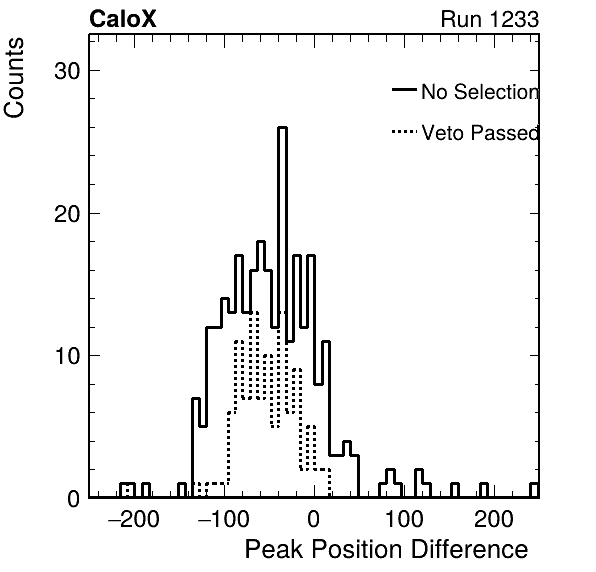 CaloX Run 1233
Counts
30
No Selection
Veto Passed
20
10
0
−200 −100 0 100 200
Peak Position Difference